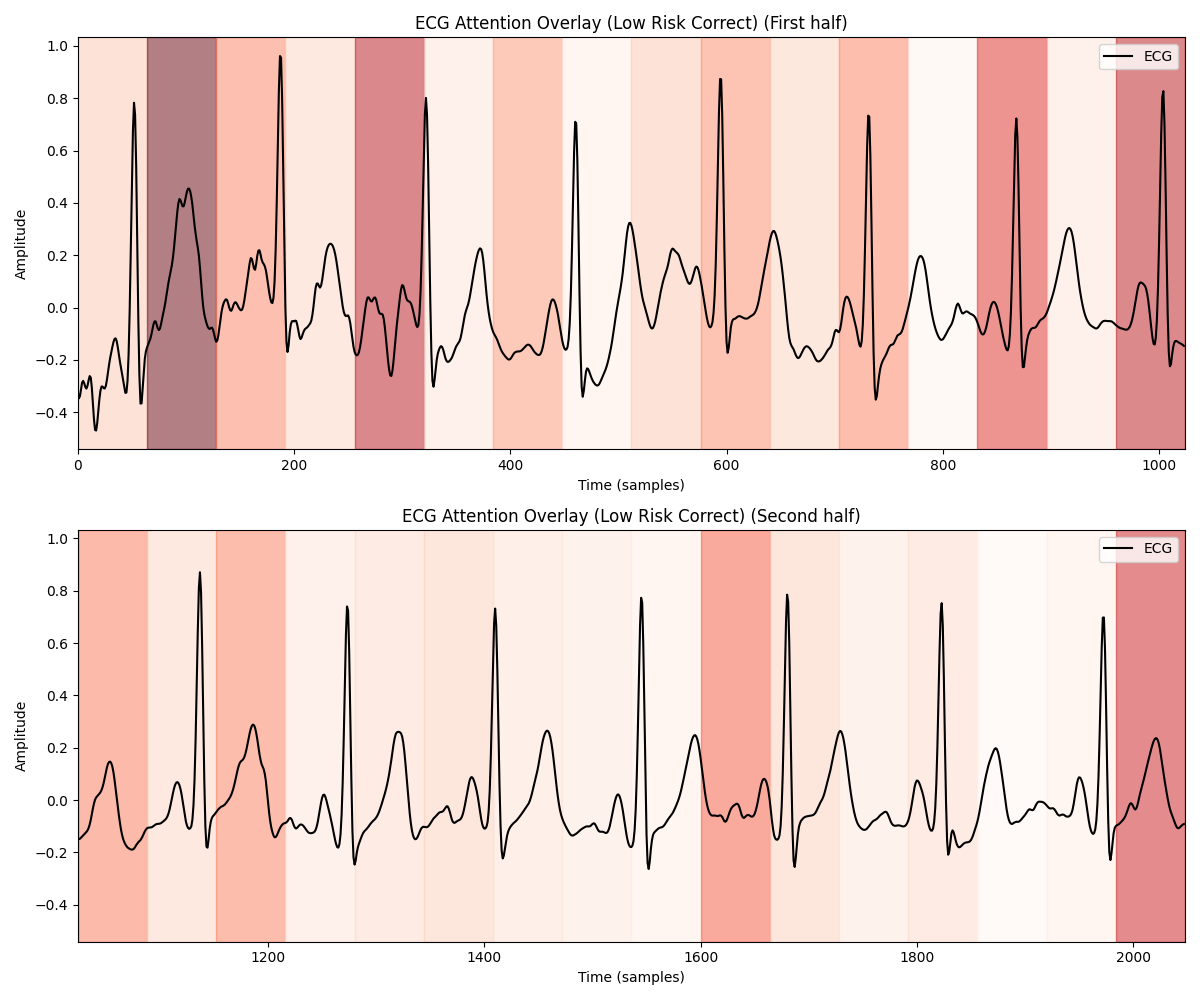 ECG Attention Overlay (Low Risk Correct) (First half)
1.0
0.8
0.6
0.4
0.2
0.0
−0.2
−0.4
Amplitude
ECG
0 200 400 600 800 1000
Time (samples)
ECG Attention Overlay (Low Risk Correct) (Second half)
1.0
0.8
0.6
0.4
0.2
0.0
−0.2
−0.4
Amplitude
ECG
1200 1400 1600 1800 2000
Time (samples)